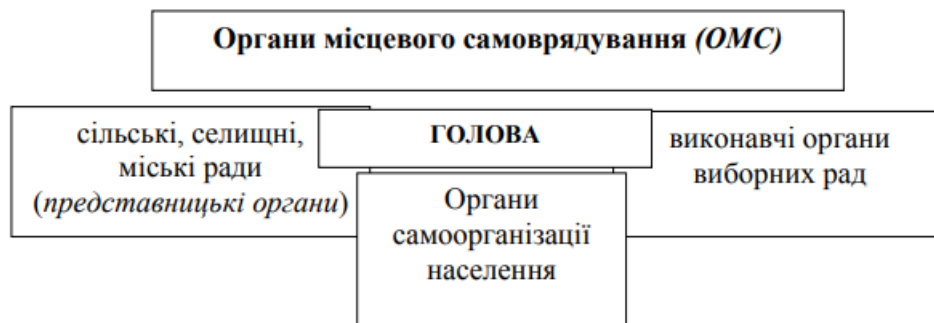 Органи місцевого самоврядування (ОМС)
сільські, селищні,
міські ради
(представницькі органи)
ГОЛОВА
виконавчі органи
виборних рад
Органи
самоорганізації
населення